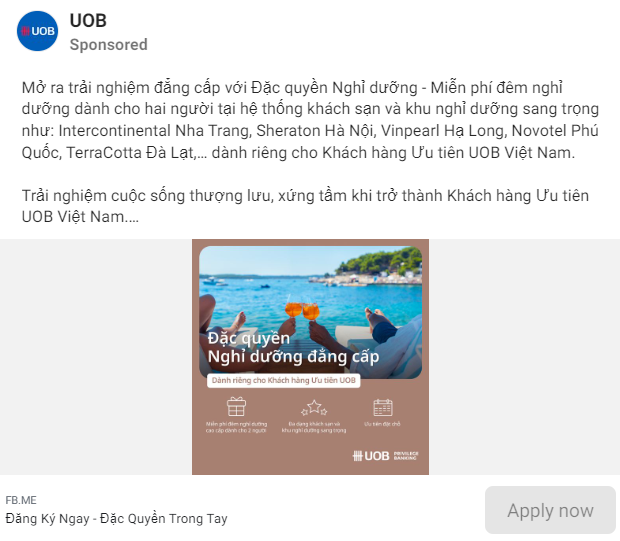 UOB
UOB
Sponsored
Mở ra trải nghiệm đẳng cấp với Đặc quyền Nghỉ dưỡng - Miễn phí đêm nghỉ
dưỡng dành cho hai người tại hệ thống khách sạn và khu nghỉ dưỡng sang trọng
như: Intercontinental Nha Trang, Sheraton Hà Nội, Vinpearl Hạ Long, Novotel Phú
Quốc, TerraCotta Đà Lạt,... dành riêng cho Khách hàng Ưu tiên UOB Việt Nam.
Trải nghiệm cuộc sống thượng lưu, xứng tầm khi trở thành Khách hàng Ưu tiên
UOB Việt Nam....
Đặc quyền
Nghỉ dưỡng đẳng cấp
Dành riêng cho Khách hàng Ưu tiên UOB
Miễn phí đêm nghỉ dưỡng
cao cấp dành cho 2 người
Đa dạng khách sạn và
khu nghỉ dưỡng sang trọng
Ưu tiên đặt chỗ
UOB
PRIVILEGE
BANKING
FB.ME
Đăng Ký Ngay - Đặc Quyền Trong Tay
Apply now